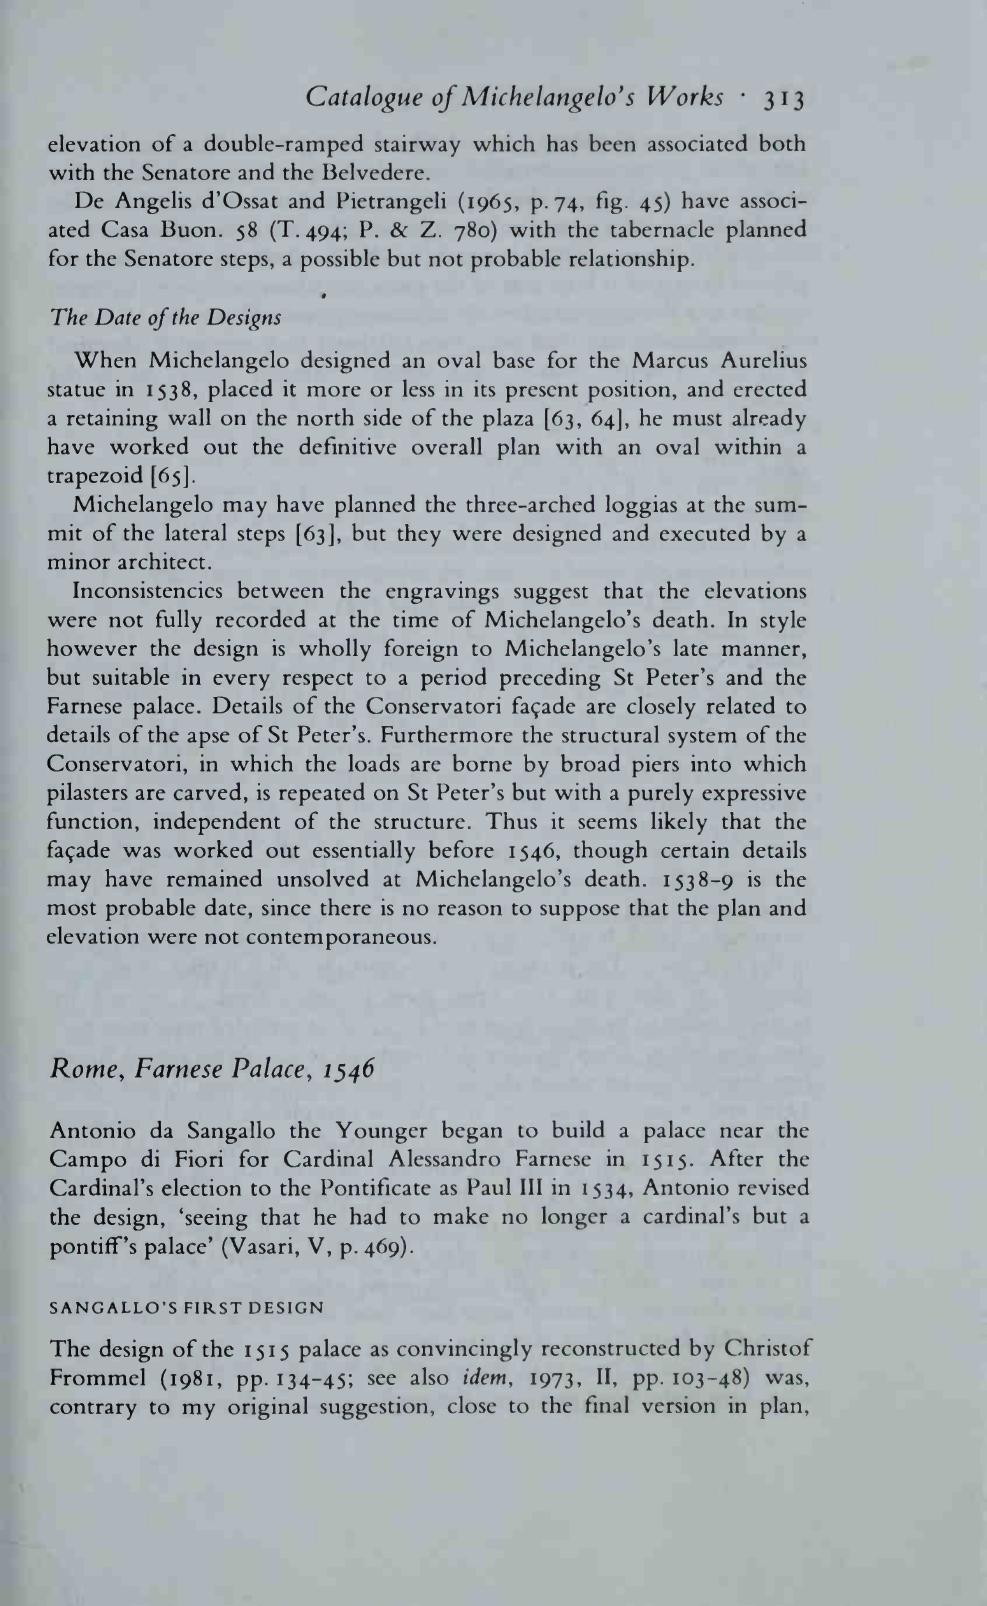 Catalogue of Michelangelo's Works · 313
elevation of a double-ramped stairway which has been associated both
with the Senatore and the Belvedere.
De Angelis d'Ossat and Pietrangeli (1965, p. 74, fig. 45) have associ-
ated Casa Buon. 58 (T. 494; P. & Z. 780) with the tabernacle planned
for the Senatore steps, a possible but not probable relationship.
The Date of the Designs
When Michelangelo designed an oval base for the Marcus Aurelius
statue in 1538, placed it more or less in its present position, and erected
a retaining wall on the north side of the plaza [63, 64], he must already
have worked out the definitive overall plan with an oval within a
trapezoid [65].
Michelangelo may have planned the three-arched loggias at the sum-
mit of the lateral steps [63], but they were designed and executed by a
minor architect.
Inconsistencies between the engravings suggest that the elevations
were not fully recorded at the time of Michelangelo's death. In style
however the design is wholly foreign to Michelangelo's late manner,
but suitable in every respect to a period preceding St Peter's and the
Farnese palace. Details of the Conservatori façade are closely related to
details of the apse of St Peter's. Furthermore the structural system of the
Conservatori, in which the loads are borne by broad piers into which
pilasters are carved, is repeated on St Peter's but with a purely expressive
function, independent of the structure. Thus it seems likely that the
façade was worked out essentially before 1546, though certain details
may have remained unsolved at Michelangelo's death. 1538–9 is the
most probable date, since there is no reason to suppose that the plan and
elevation were not contemporaneous.
Rome, Farnese Palace, 1546
Antonio da Sangallo the Younger began to build a palace near the
Campo di Fiori for Cardinal Alessandro Farnese in 1515. After the
Cardinal's election to the Pontificate as Paul III in 1534, Antonio revised
the design, 'seeing that he had to make no longer a cardinal's but a
pontiff's palace' (Vasari, V, p. 469).
SANGALLO'S FIRST DESIGN
The design of the 1515 palace as convincingly reconstructed by Christof
Frommel (1981, pp. 134–45; see also idem, 1973, II, pp. 103–48) was,
contrary to my original suggestion, close to the final version in plan,